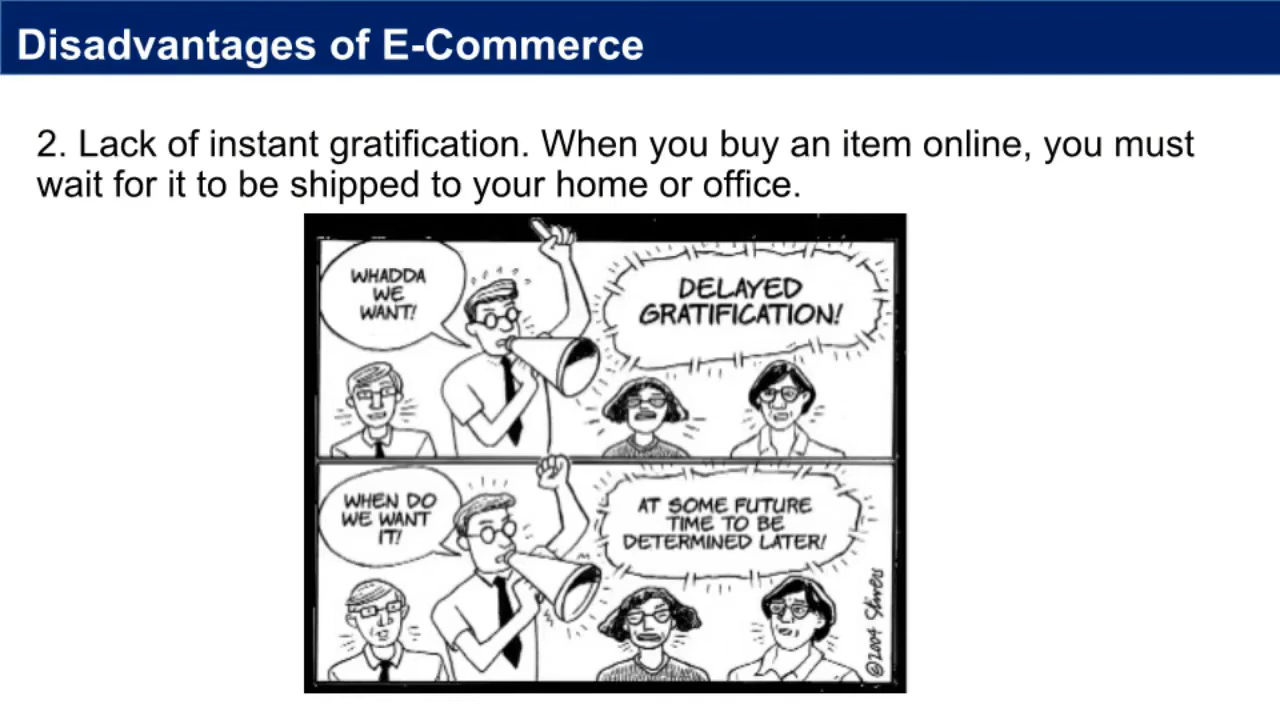 Disadvantages of E-Commerce
2. Lack of instant gratification. When you buy an item online, you must
wait for it to be shipped to your home or office.
WHADDA
WE
WANT!
DELAYED
GRATIFICATION!
WHEN DO
WE WANT
IT!
AT SOME FUTURE
TIME TO BE
DETERMINED LATER!
©2004 Shivers